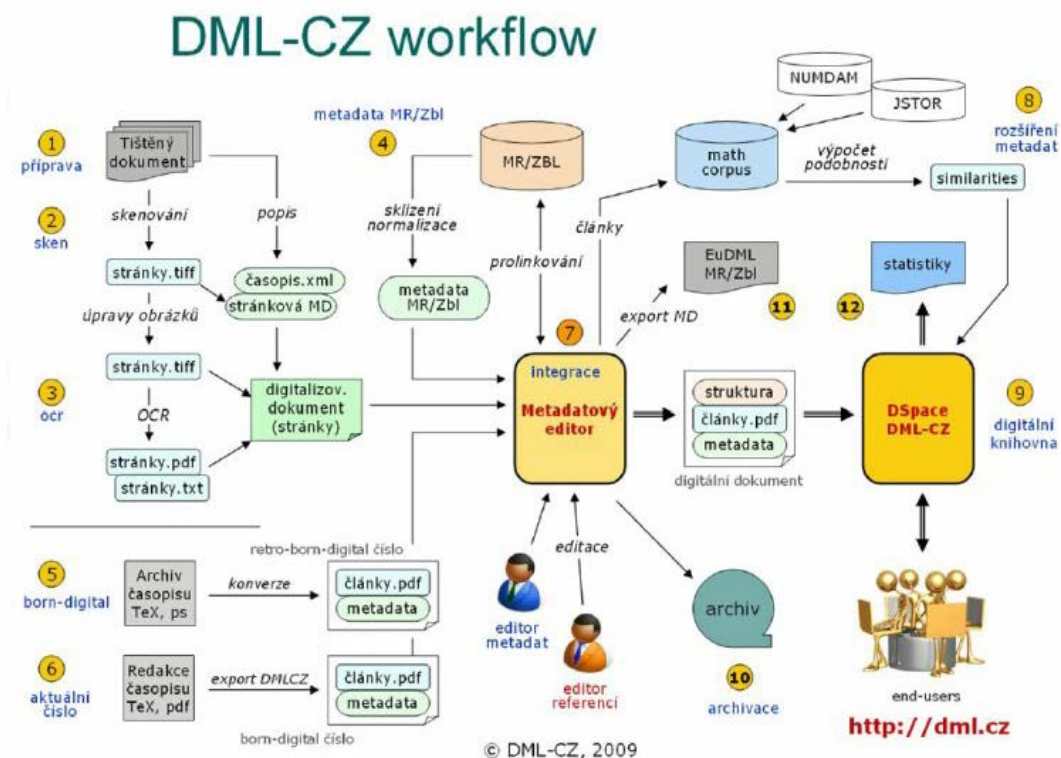 DML-CZ workflow
NUMDAM
JSTOR
8
rozšíření
metadat
1
příprava
Tištěný
dokument
metadata MR/Zbl
4
MR/ZBL
math
corpus
výpočet
podobností
similarities
2
sken
skenování
popis
sklízení
normalizace
články
prolinkování
stránky.tiff
časopis.xml
stránková MD
metadata
MR/Zbl
EuDML
MR/Zbl
11
12
statistiky
úpravy obrázků
export MD
7
3
ocr
stránky.tiff
OCR
digitalizov.
dokument
(stránky)
integrace
Metadatový
editor
struktura
články.pdf
metadata
digitální dokument
DSpace
DML-CZ
9
digitální
knihovna
stránky.pdf
stránky.txt
retro-born-digital číslo
5
born-digital
Archiv
časopisu
TeX, ps
konverze
články.pdf
metadata
editace
editor
metadat
editor
referencí
archiv
10
archivace
6
aktuální
číslo
Redakce
časopisu
TeX, pdf
export DMLCZ
články.pdf
metadata
born-digital číslo
end-users
http://dml.cz
© DML-CZ, 2009